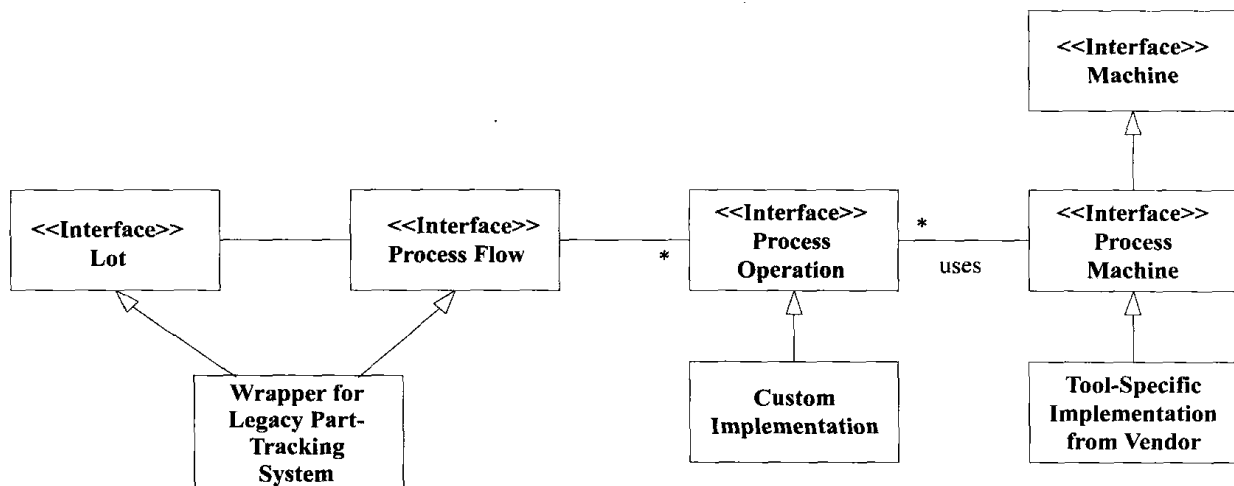 <<Interface>>
Machine
<<Interface>>
Lot
<<Interface>>
Process Flow
*
<<Interface>>
Process
Operation
*
uses
<<Interface>>
Process
Machine
Wrapper for
Legacy Part-
Tracking
System
Custom
Implementation
Tool-Specific
Implementation
from Vendor